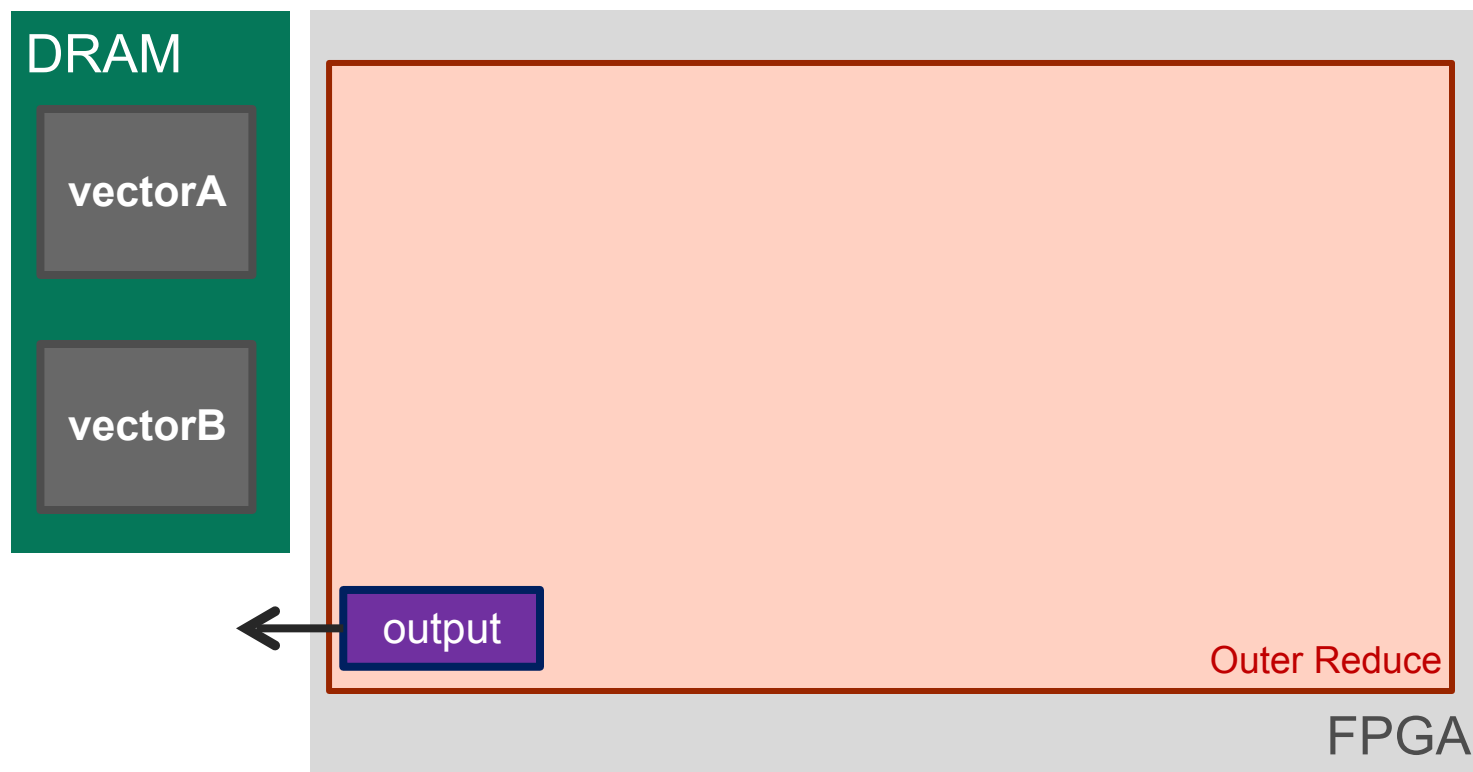 DRAM
vectorA
vectorB
output
Outer Reduce
FPGA